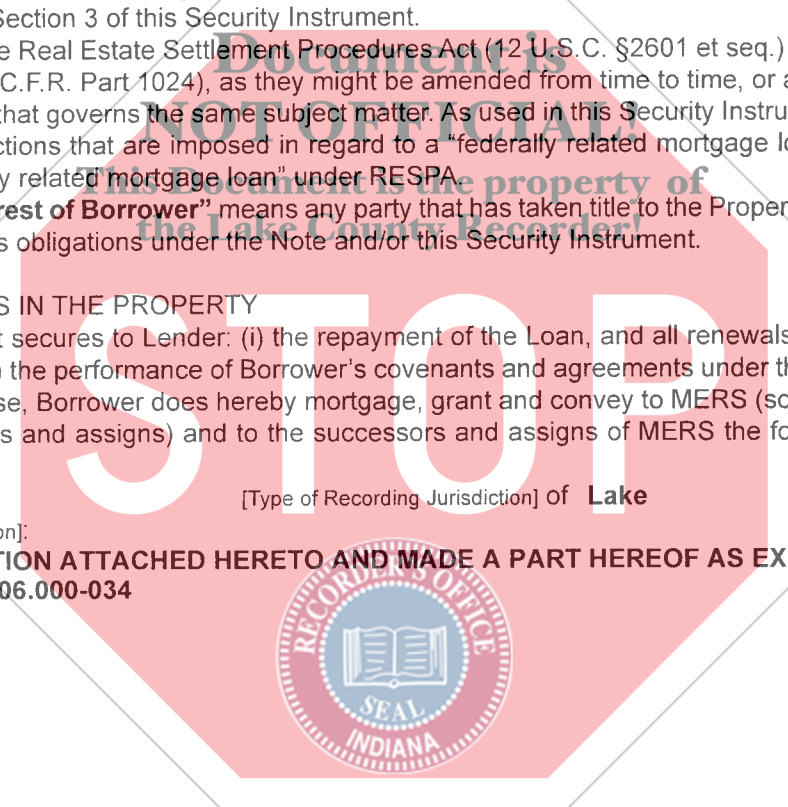 Section 3 of this Security Instrument.
e Real Estate Settlement Procedures Act (12 U.S.C. §2601 et seq.)
C.F.R. Part 1024), as they might be amended from time to time, or a
that governs the same subject matter. As used in this Security Instru
ctions that are imposed in regard to a “federally related mortgage lo
y related mortgage loan” under RESPA.
rest of Borrower” means any party that has taken title to the Proper
s obligations under the Note and/or this Security Instrument.
Document is
NOT OFFICIAL!
This Document is the property of
the Lake County Recorder!
S IN THE PROPERTY
t secures to Lender: (i) the repayment of the Loan, and all renewals
the performance of Borrower’s covenants and agreements under th
se, Borrower does hereby mortgage, grant and convey to MERS (so
s and assigns) and to the successors and assigns of MERS the fo
STOP
[Type of Recording Jurisdiction] of Lake
on]:
TION ATTACHED HERETO AND MADE A PART HEREOF AS EX
06.000-034
RECORDER'S OFFICE
SEAL
INDIANA